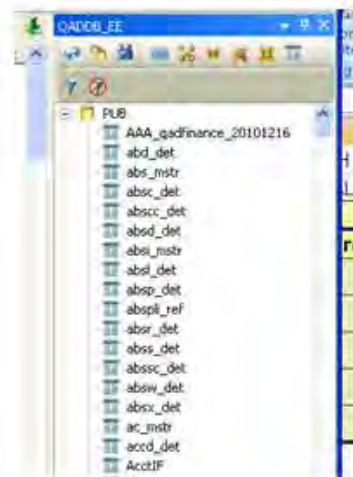 QADDB_EE
PUB
AAA_qadfinance_20101216
abd_det
abs_mstr
absc_det
abscc_det
absd_det
absi_mstr
absl_det
absp_det
abspli_ref
absr_det
abss_det
abssc_det
absw_det
absx_det
ac_mstr
accd_det
AcctIF